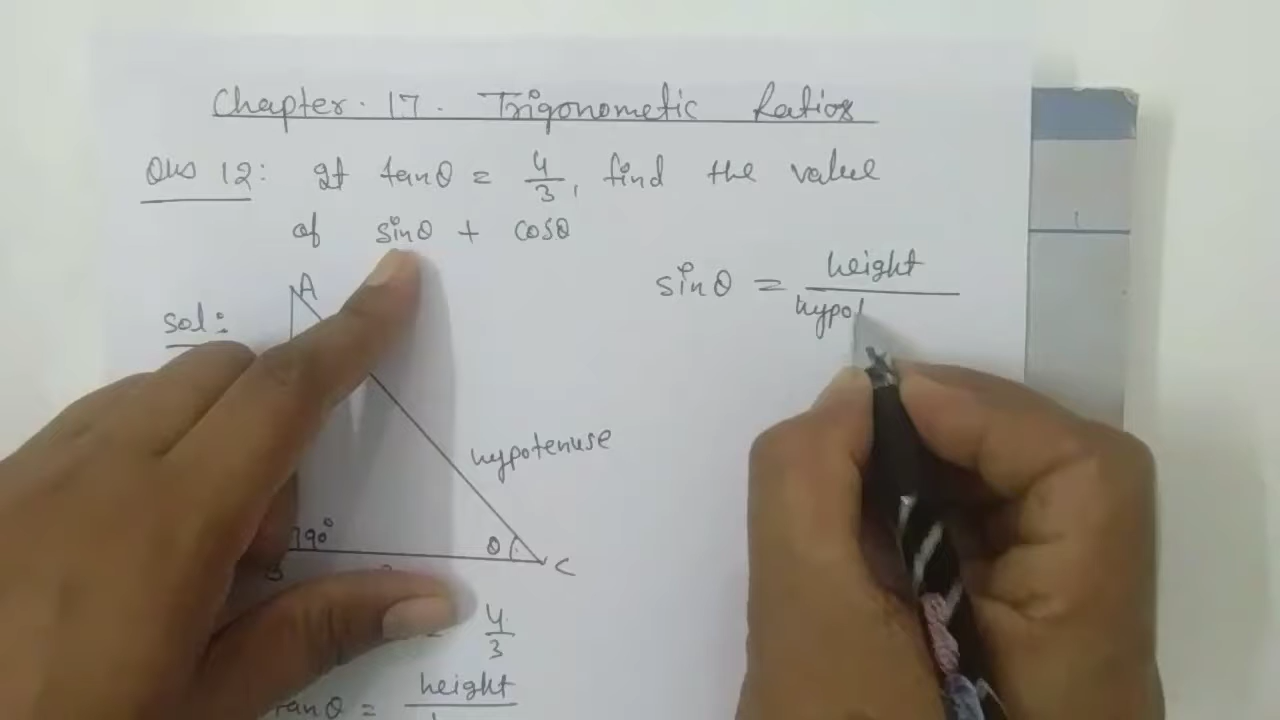 Chapter. 17. Trigonometic Ratios
Qus 12: If tanθ = 4/3, find the value
of sinθ + cosθ
sinθ = height
hypo
Sol:
A
hypotenuse
90°
θ
C
4/3
tanθ = height